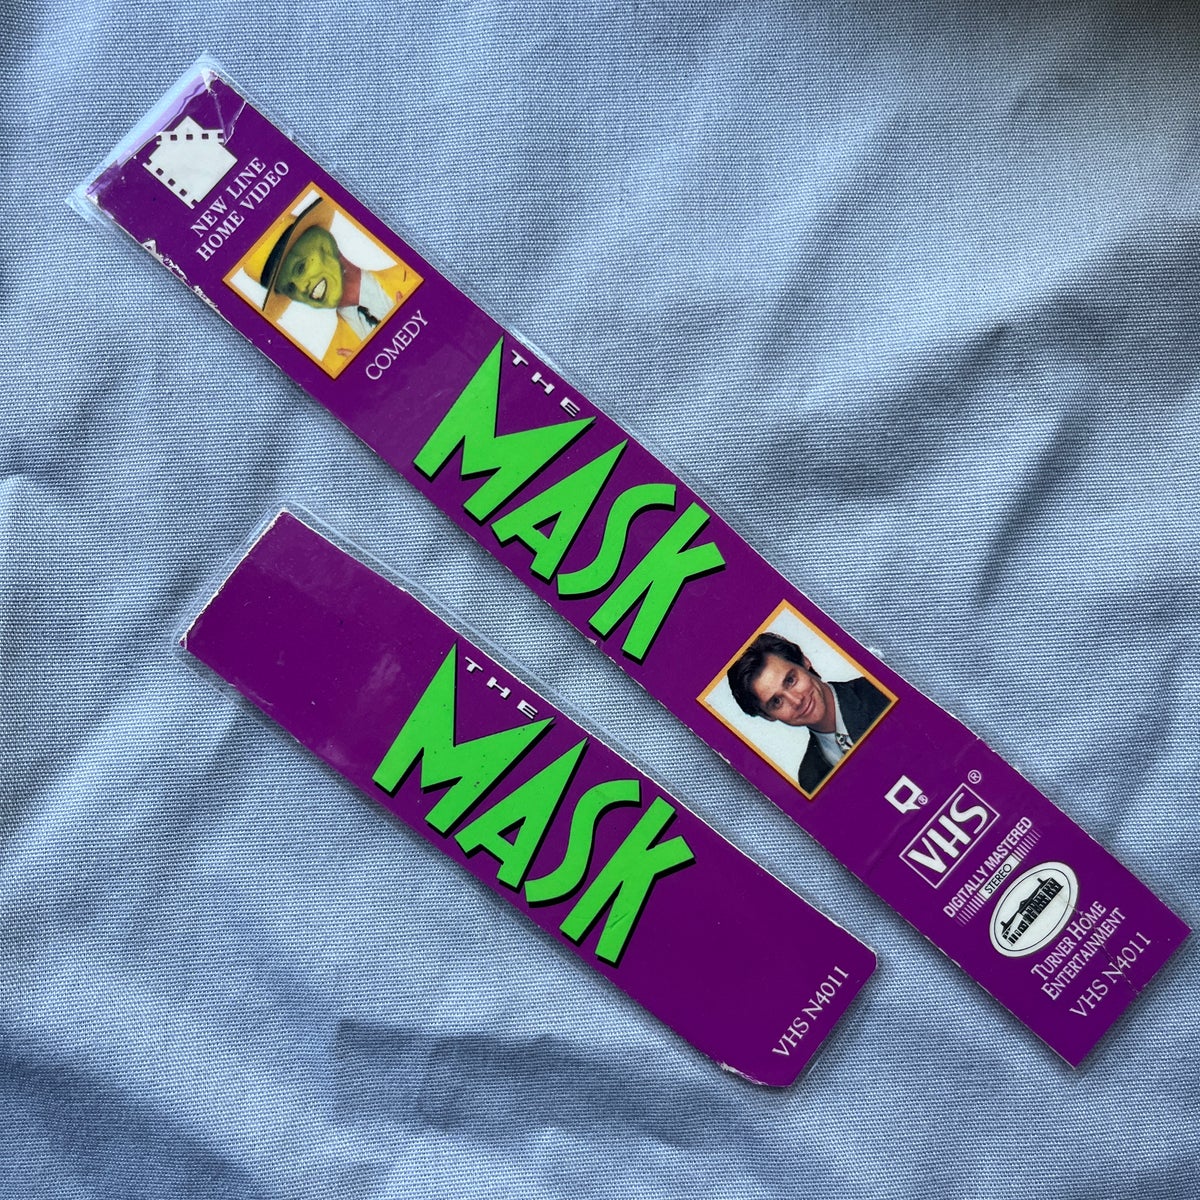 NEW LINE
HOME VIDEO
COMEDY
THE
MASK
VHS®
DIGITALLY MASTERED
STEREO
TURNER HOME
ENTERTAINMENT
VHS N4011
THE
MASK
VHS N4011